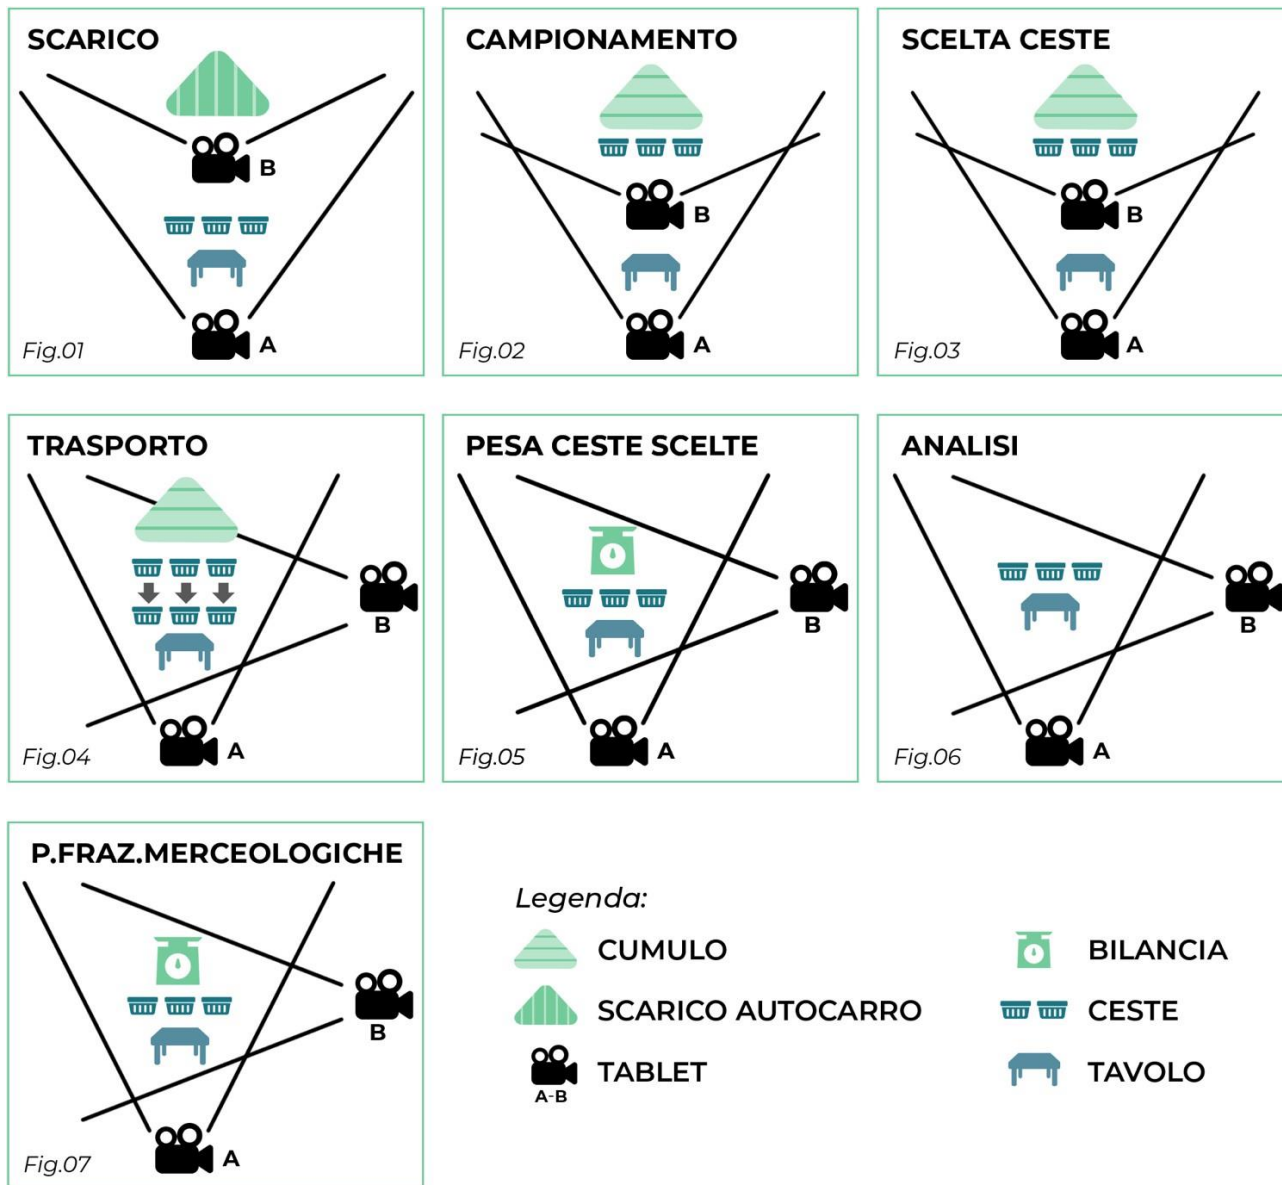 SCARICO
B
A
Fig.01
CAMPIONAMENTO
B
A
Fig.02
SCELTA CESTE
B
A
Fig.03
TRASPORTO
B
A
Fig.04
PESA CESTE SCELTE
B
A
Fig.05
ANALISI
B
A
Fig.06
P.FRAZ.MERCEOLOGICHE
B
A
Fig.07
Legenda:
CUMULO
SCARICO AUTOCARRO
TABLET
A-B
BILANCIA
CESTE
TAVOLO